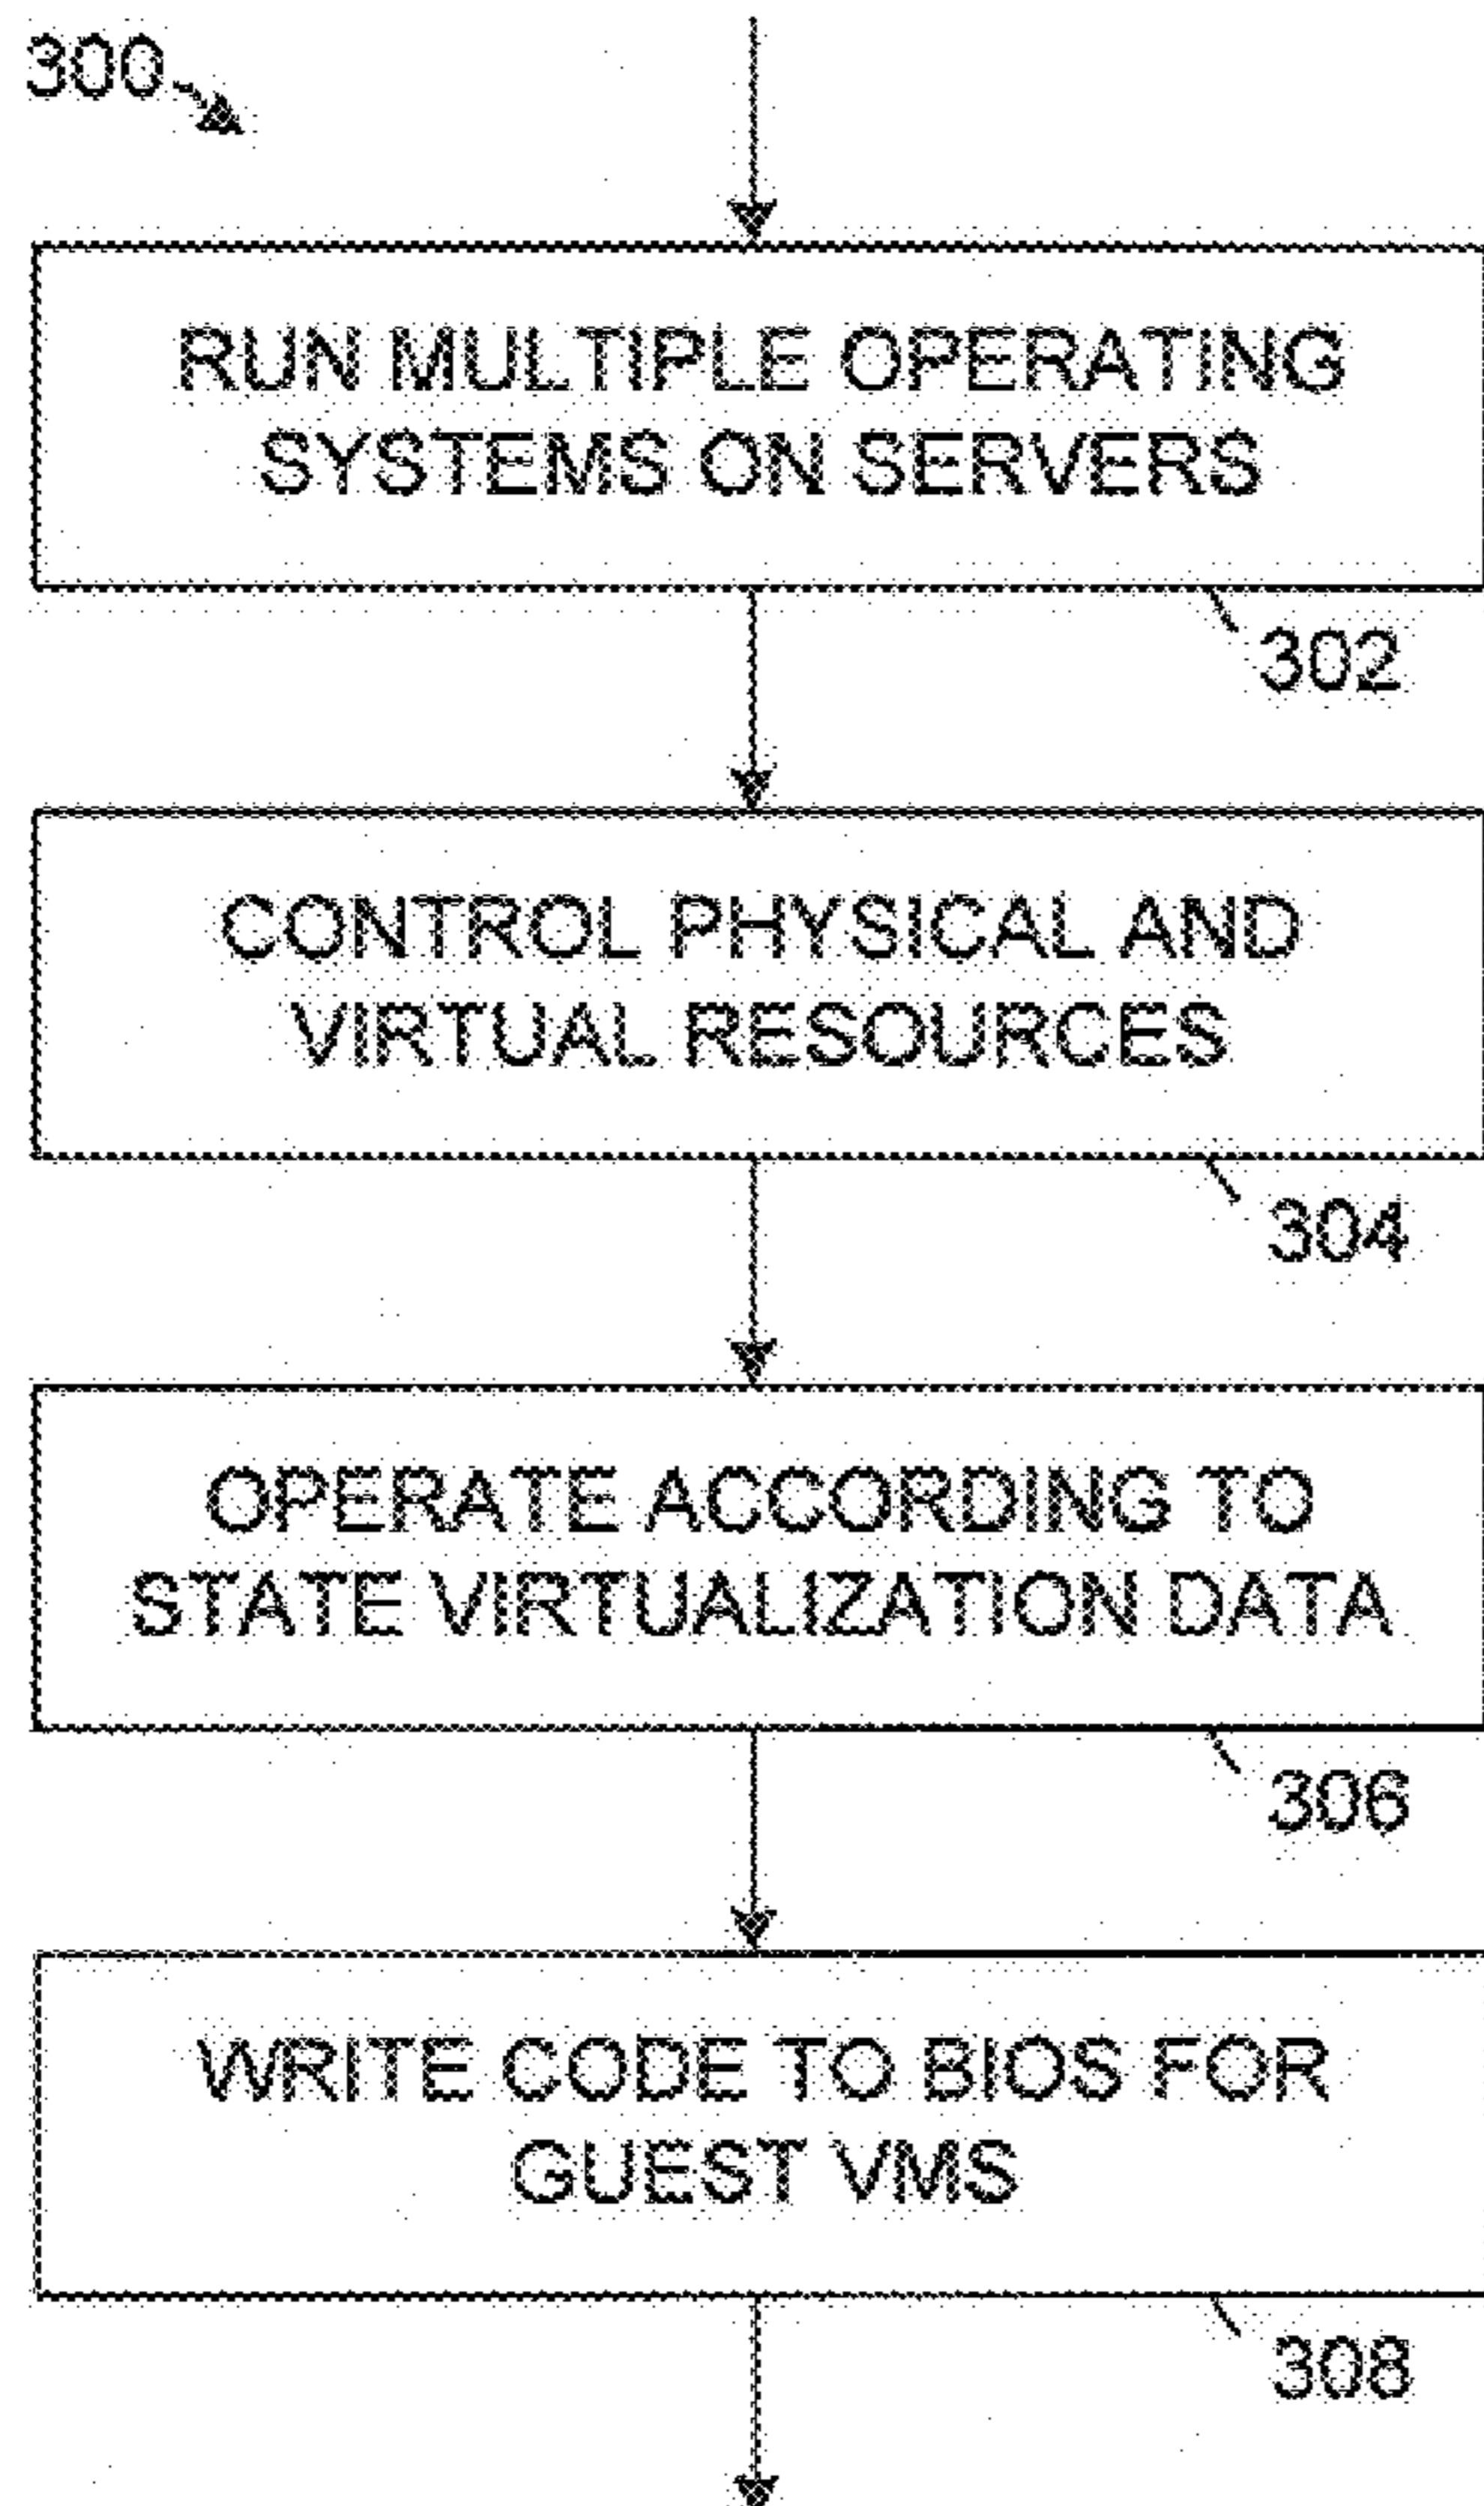 300
RUN MULTIPLE OPERATING
SYSTEMS ON SERVERS
302
CONTROL PHYSICAL AND
VIRTUAL RESOURCES
304
OPERATE ACCORDING TO
STATE VIRTUALIZATION DATA
306
WRITE CODE TO BIOS FOR
GUEST VMS
308